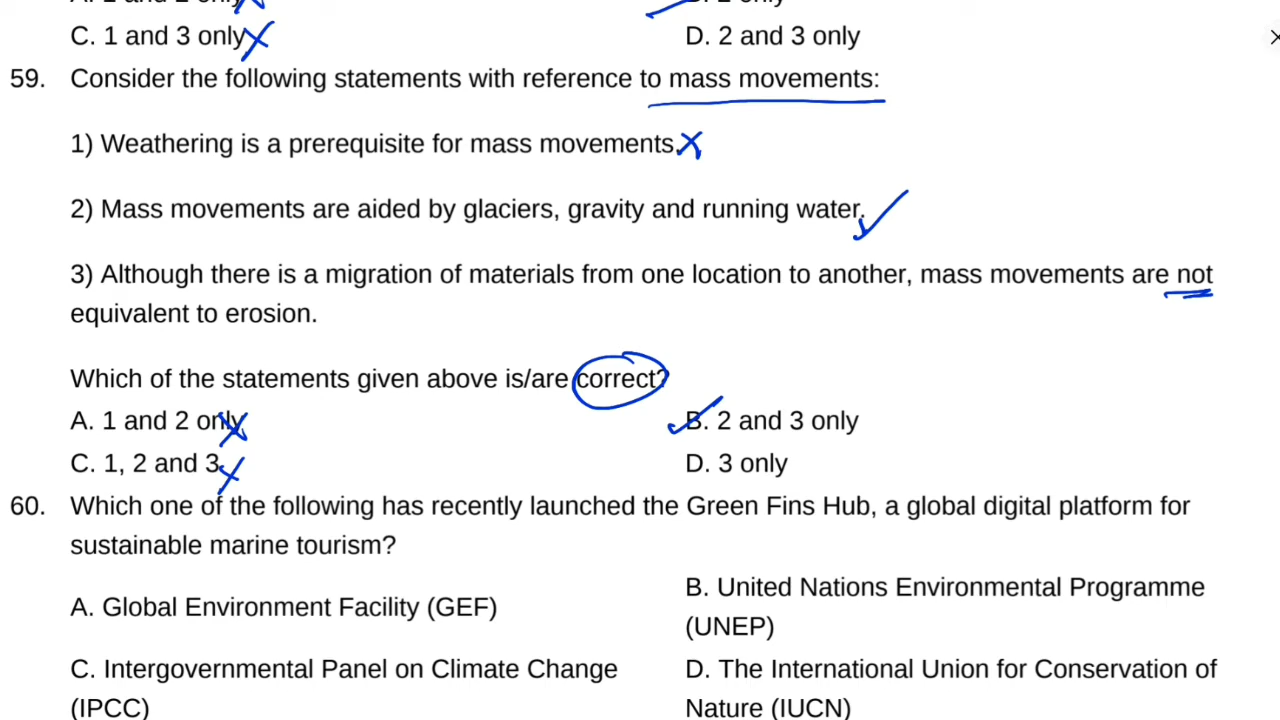 A. 1 and 2 only
B. 2 only
C. 1 and 3 only
D. 2 and 3 only
59. Consider the following statements with reference to mass movements:
1) Weathering is a prerequisite for mass movements.
2) Mass movements are aided by glaciers, gravity and running water.
3) Although there is a migration of materials from one location to another, mass movements are not
equivalent to erosion.
Which of the statements given above is/are correct?
A. 1 and 2 only
B. 2 and 3 only
C. 1, 2 and 3
D. 3 only
60. Which one of the following has recently launched the Green Fins Hub, a global digital platform for
sustainable marine tourism?
A. Global Environment Facility (GEF)
B. United Nations Environmental Programme
(UNEP)
C. Intergovernmental Panel on Climate Change
(IPCC)
D. The International Union for Conservation of
Nature (IUCN)